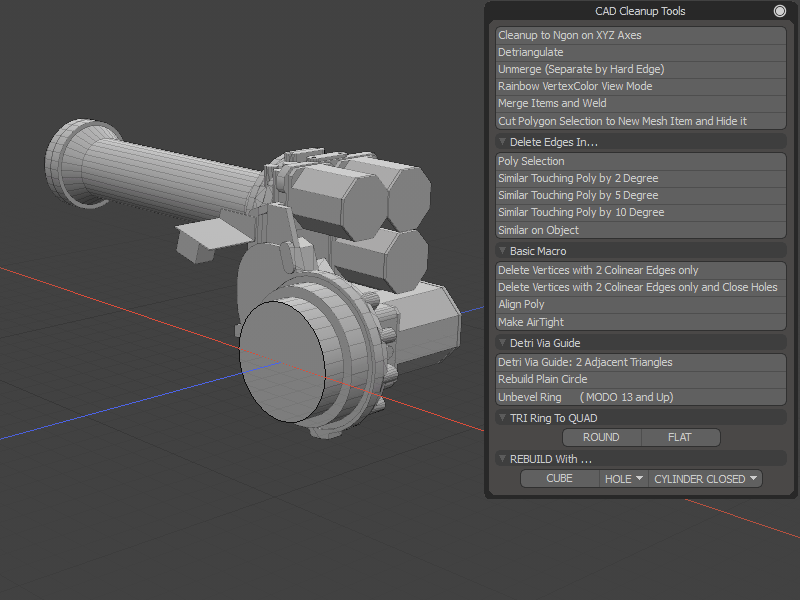 CAD Cleanup Tools
Cleanup to Ngon on XYZ Axes
Detriangulate
Unmerge (Separate by Hard Edge)
Rainbow VertexColor View Mode
Merge Items and Weld
Cut Polygon Selection to New Mesh Item and Hide it
Delete Edges In...
Poly Selection
Similar Touching Poly by 2 Degree
Similar Touching Poly by 5 Degree
Similar Touching Poly by 10 Degree
Similar on Object
Basic Macro
Delete Vertices with 2 Colinear Edges only
Delete Vertices with 2 Colinear Edges only and Close Holes
Align Poly
Make AirTight
Detri Via Guide
Detri Via Guide: 2 Adjacent Triangles
Rebuild Plain Circle
Unbevel Ring (MODO 13 and Up)
TRI Ring To QUAD
ROUND FLAT
REBUILD With ...
CUBE HOLE CYLINDER CLOSED